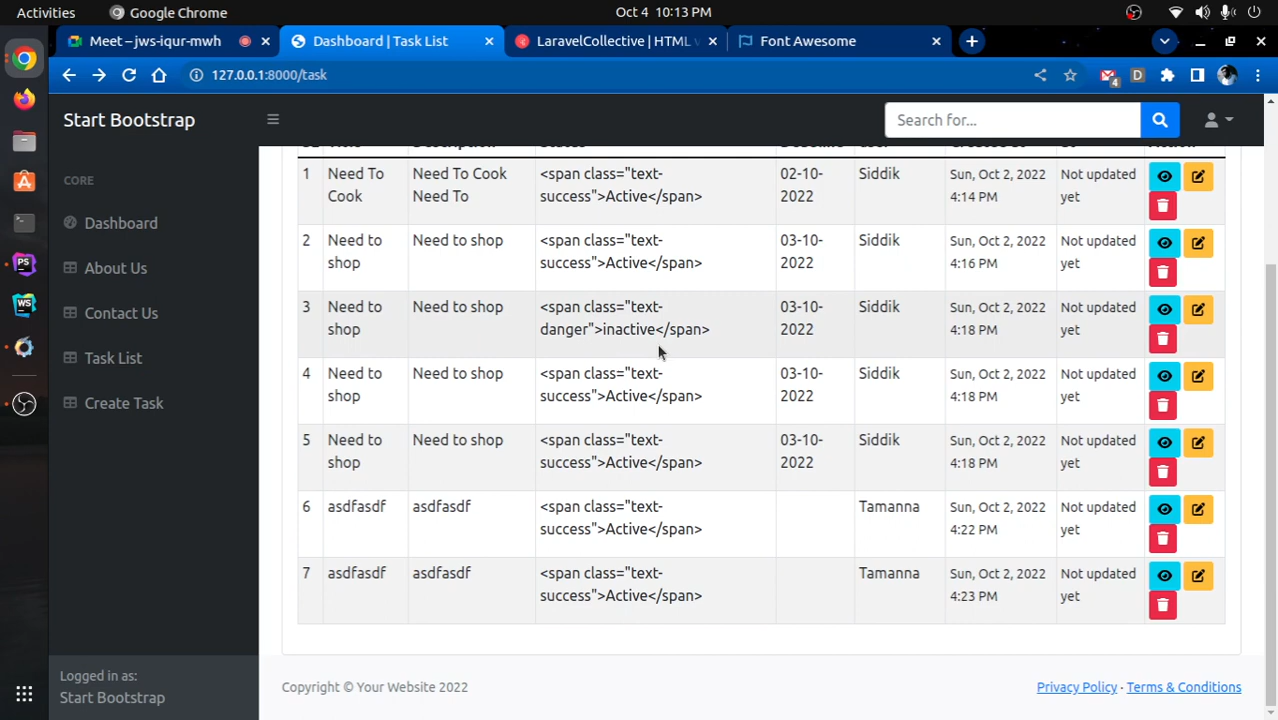 Activities
Google Chrome
Oct 4 10:13 PM
Meet – jws-iqur-mwh
Dashboard | Task List
LaravelCollective | HTML
Font Awesome
127.0.0.1:8000/task
4
D
Start Bootstrap
Search for...
CORE
Dashboard
About Us
Contact Us
Task List
Create Task
Logged in as:
Start Bootstrap
1
Need To
Cook
Need To Cook
Need To
<span class="text-
success">Active</span>
02-10-
2022
Siddik
Sun, Oct 2, 2022
4:14 PM
Not updated
yet
2
Need to
shop
Need to shop
<span class="text-
success">Active</span>
03-10-
2022
Siddik
Sun, Oct 2, 2022
4:16 PM
Not updated
yet
3
Need to
shop
Need to shop
<span class="text-
danger">inactive</span>
03-10-
2022
Siddik
Sun, Oct 2, 2022
4:18 PM
Not updated
yet
4
Need to
shop
Need to shop
<span class="text-
success">Active</span>
03-10-
2022
Siddik
Sun, Oct 2, 2022
4:18 PM
Not updated
yet
5
Need to
shop
Need to shop
<span class="text-
success">Active</span>
03-10-
2022
Siddik
Sun, Oct 2, 2022
4:18 PM
Not updated
yet
6
asdfasdf
asdfasdf
<span class="text-
success">Active</span>
Tamanna
Sun, Oct 2, 2022
4:22 PM
Not updated
yet
7
asdfasdf
asdfasdf
<span class="text-
success">Active</span>
Tamanna
Sun, Oct 2, 2022
4:23 PM
Not updated
yet
Copyright © Your Website 2022
Privacy Policy · Terms & Conditions